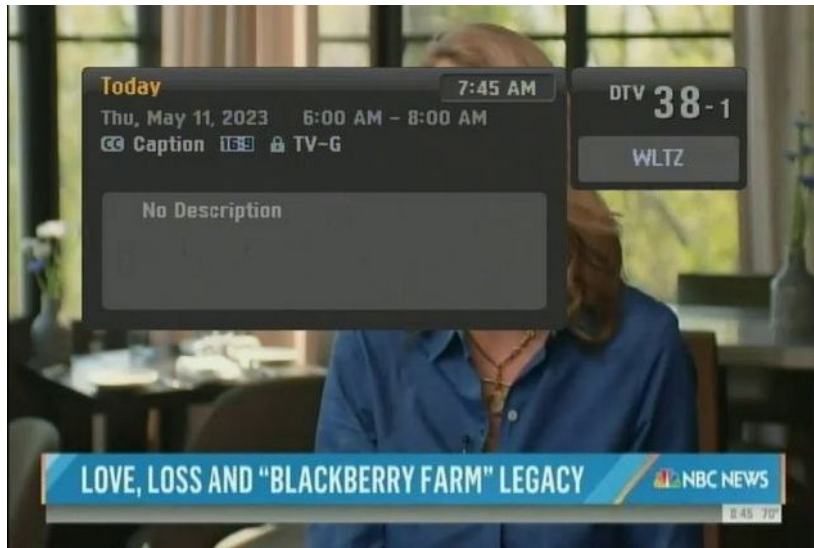 Today
7:45 AM
Thu, May 11, 2023 6:00 AM – 8:00 AM
CC Caption 16:9 TV-G
No Description
DTV 38-1
WLTZ
LOVE, LOSS AND “BLACKBERRY FARM” LEGACY
NBC NEWS
8:45 70°